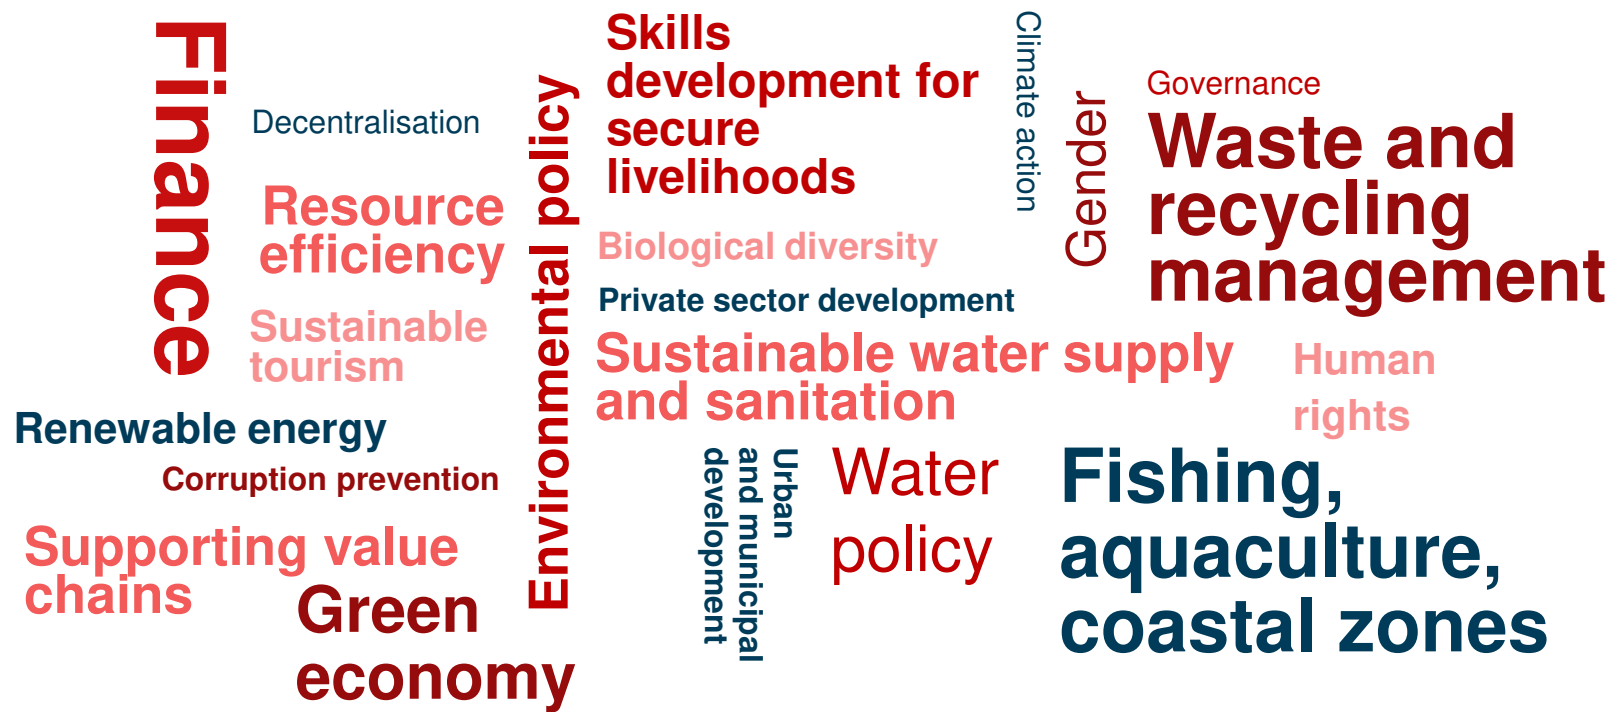 Finance
Decentralisation
Resource
efficiency
Sustainable
tourism
Renewable energy
Corruption prevention
Supporting value
chains
Green
economy
Environmental policy
Skills
development for
secure
livelihoods
Biological diversity
Private sector development
Sustainable water supply
and sanitation
Urban
and municipal
development
Water
policy
Climate action
Gender
Governance
Waste and
recycling
management
Human
rights
Fishing,
aquaculture,
coastal zones